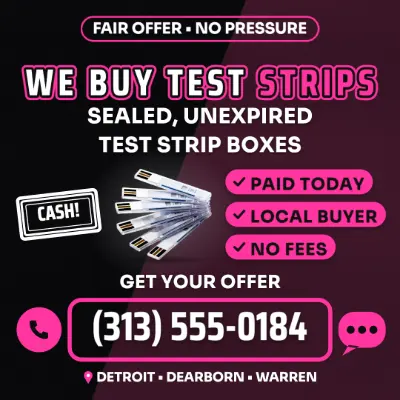 FAIR OFFER • NO PRESSURE
WE BUY TEST STRIPS
SEALED, UNEXPIRED
TEST STRIP BOXES
CASH!
PAID TODAY
LOCAL BUYER
NO FEES
GET YOUR OFFER
(313) 555-0184
DETROIT • DEARBORN • WARREN